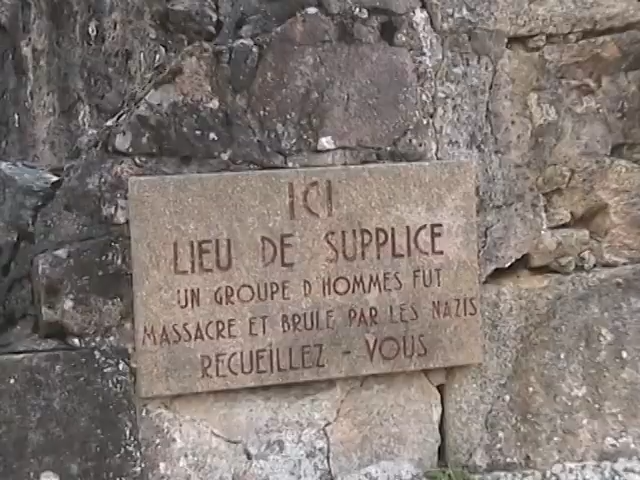 ICI
LIEU DE SUPPLICE
UN GROUPE D'HOMMES FUT
MASSACRE ET BRULE PAR LES NAZIS
RECUEILLEZ - VOUS